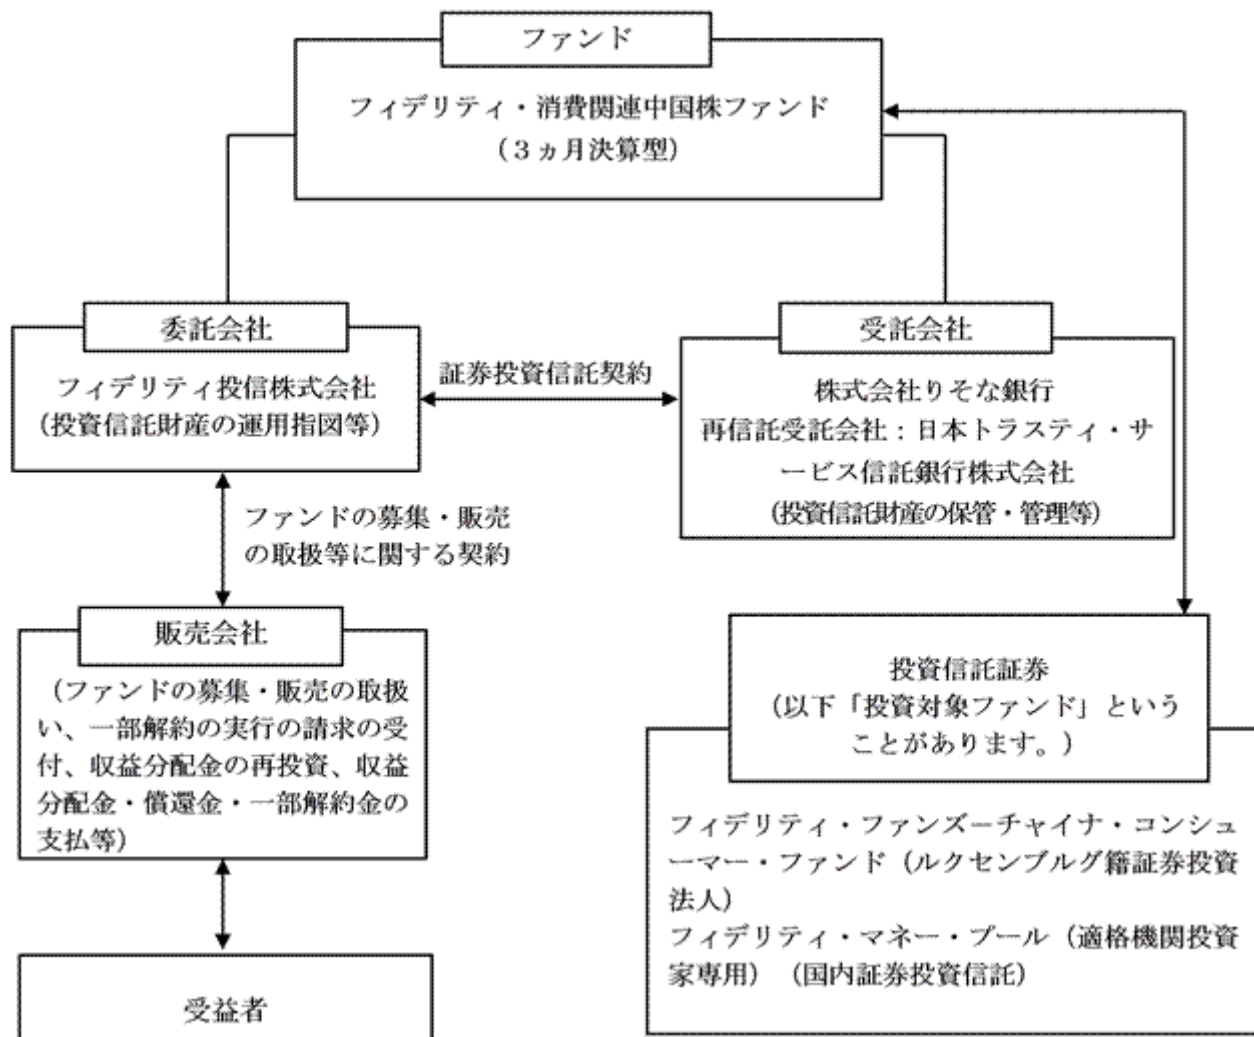 ファンド
フィデリティ・消費関連中国株ファンド
（３ヵ月決算型）
委託会社
フィデリティ投信株式会社
（投資信託財産の運用指図等）
証券投資信託契約
受託会社
株式会社りそな銀行
再信託受託会社：日本トラスティ・サ
ービス信託銀行株式会社
（投資信託財産の保管・管理等）
ファンドの募集・販売
の取扱等に関する契約
販売会社
（ファンドの募集・販売の取扱
い、一部解約の実行の請求の受
付、収益分配金の再投資、収益
分配金・償還金・一部解約金の
支払等）
受益者
投資信託証券
（以下「投資対象ファンド」という
ことがあります。）
フィデリティ・ファンズ－チャイナ・コンシュ
ーマー・ファンド（ルクセンブルグ籍証券投資
法人）
フィデリティ・マネー・プール（適格機関投資
家専用）（国内証券投資信託）